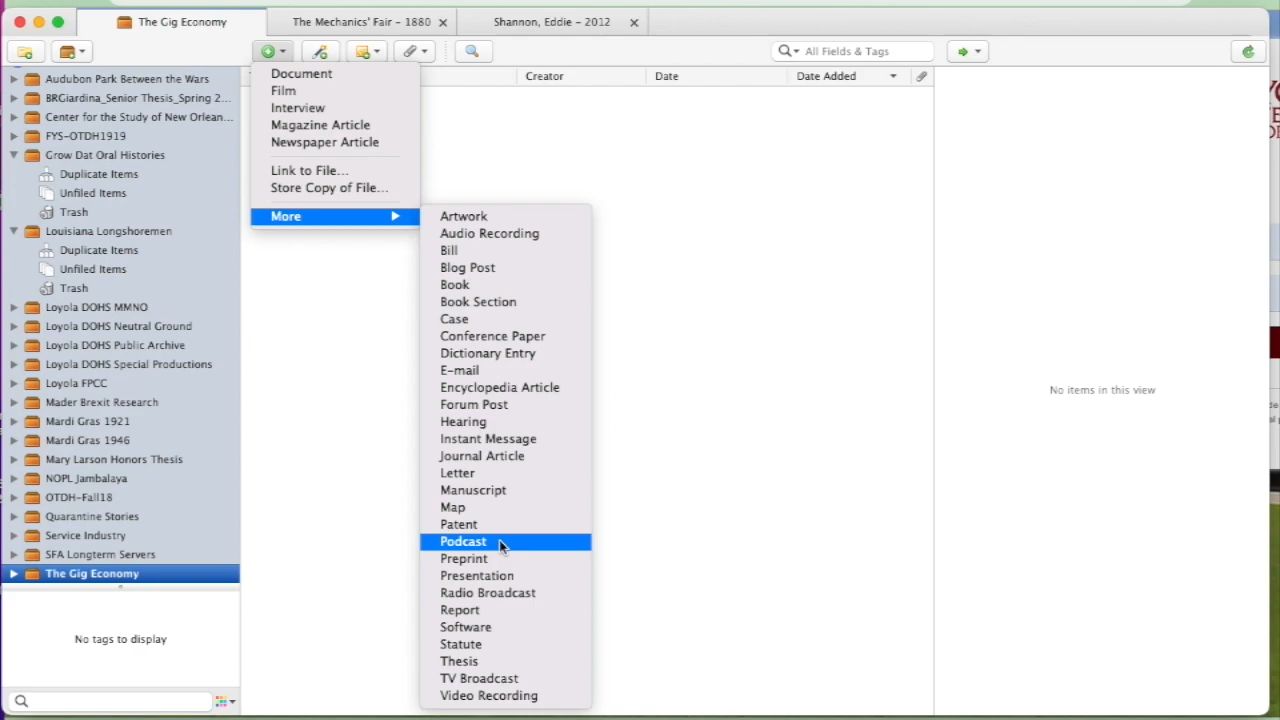 The Gig Economy
The Mechanics' Fair - 1880
Shannon, Eddie - 2012
All Fields & Tags
Audubon Park Between the Wars
BRGiardina_Senior Thesis_Spring 2...
Center for the Study of New Orlean...
FYS-OTDH1919
Grow Dat Oral Histories
Duplicate Items
Unfiled Items
Trash
Louisiana Longshoremen
Duplicate Items
Unfiled Items
Trash
Loyola DOHS MMNO
Loyola DOHS Neutral Ground
Loyola DOHS Public Archive
Loyola DOHS Special Productions
Loyola FPCC
Mader Brexit Research
Mardi Gras 1921
Mardi Gras 1946
Mary Larson Honors Thesis
NOPL Jambalaya
OTDH-Fall18
Quarantine Stories
Service Industry
SFA Longterm Servers
The Gig Economy
No tags to display
Document
Film
Interview
Magazine Article
Newspaper Article
Link to File...
Store Copy of File...
More
Artwork
Audio Recording
Bill
Blog Post
Book
Book Section
Case
Conference Paper
Dictionary Entry
E-mail
Encyclopedia Article
Forum Post
Hearing
Instant Message
Journal Article
Letter
Manuscript
Map
Patent
Podcast
Preprint
Presentation
Radio Broadcast
Report
Software
Statute
Thesis
TV Broadcast
Video Recording
Creator
Date
Date Added
No items in this view